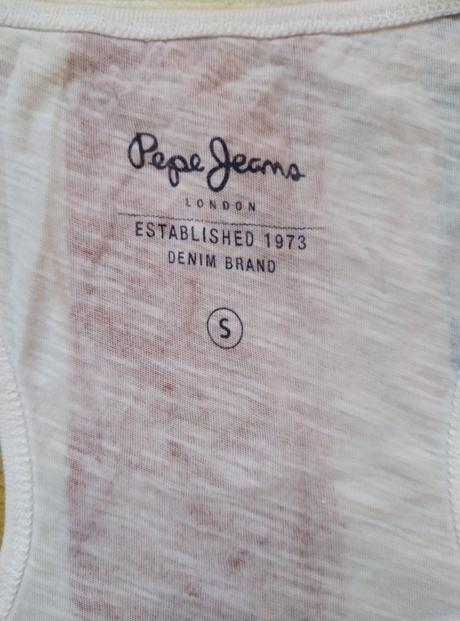 Pepe Jeans
LONDON
ESTABLISHED 1973
DENIM BRAND
S